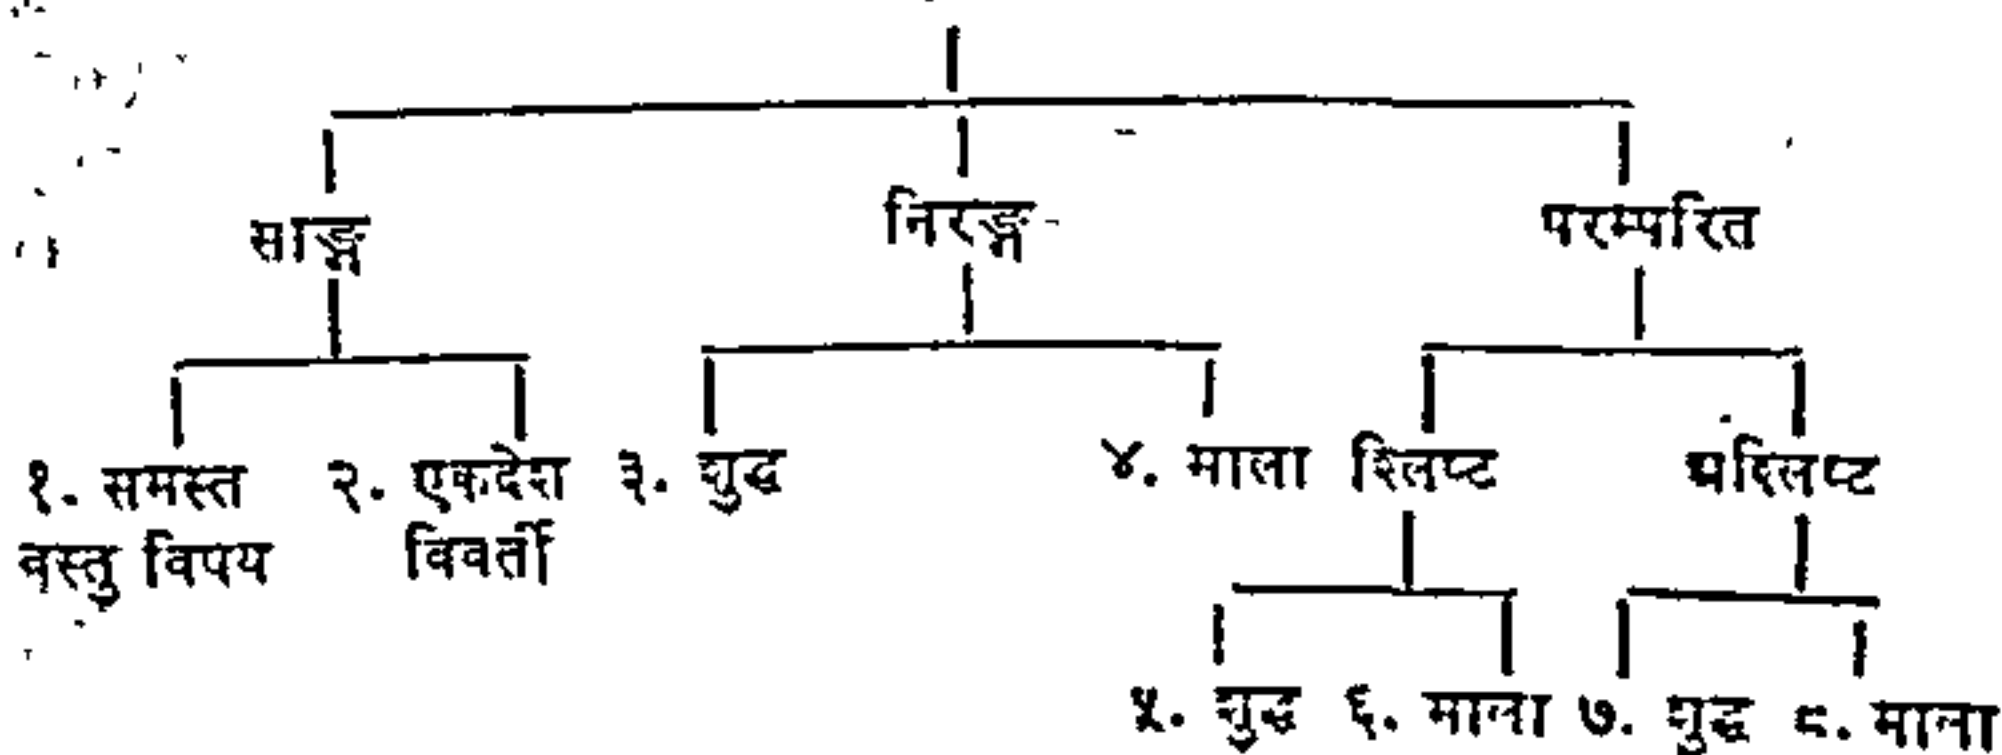 साङ्ग निरङ्ग परम्परित
१. समस्त २. एकदेश ३. शुद्ध ४. माला श्लिष्ट अश्लिष्ट
वस्तु विषय विवर्ती
५. शुद्ध ६. माला ७. शुद्ध ८. माला